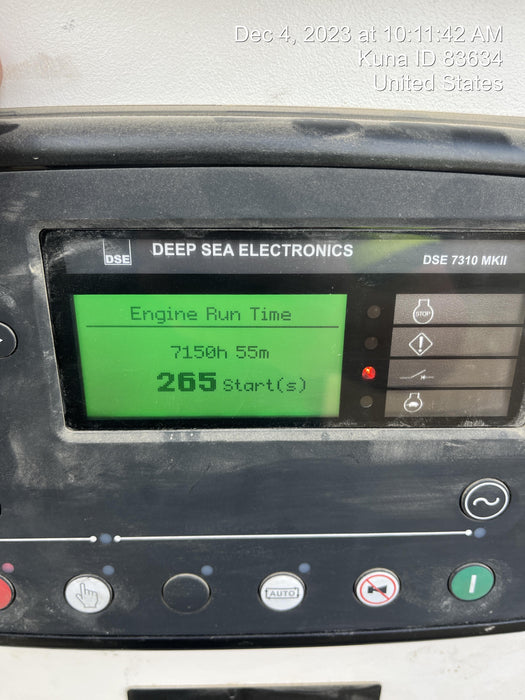 Dec 4, 2023 at 10:11:42 AM
Kuna ID 83634
United States
DSE
DEEP SEA ELECTRONICS
DSE 7310 MKII
Engine Run Time
7150h 55m
265 Start(s)
STOP
!
AUTO
I